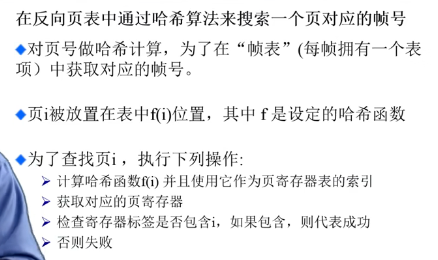 在反向页表中通过哈希算法来搜索一个页对应的帧号
对页号做哈希计算，为了在“帧表”(每帧拥有一个表
项）中获取对应的帧号。
页i被放置在表中f(i)位置，其中 f 是设定的哈希函数
为了查找页i ，执行下列操作:
计算哈希函数f(i) 并且使用它作为页寄存器表的索引
获取对应的页寄存器
检查寄存器标签是否包含i，如果包含，则代表成功
否则失败